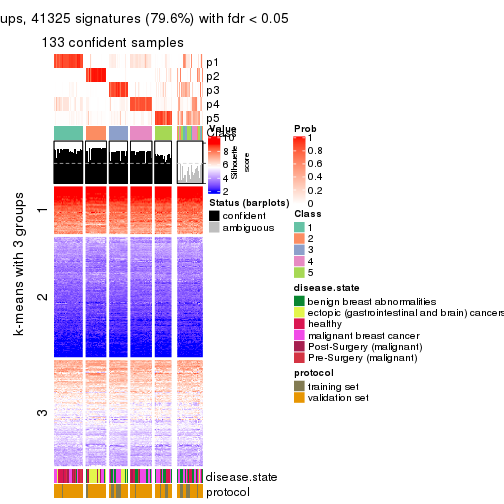 ups, 41325 signatures (79.6%) with fdr < 0.05
133 confident samples
p1
p2
p3
p4
p5
Class
Silhouette
score
k-means with 3 groups
1
2
3
disease.state
protocol
Value
10
8
6
4
2
Status (barplots)
confident
ambiguous
Prob
1
0.8
0.6
0.4
0.2
0
Class
1
2
3
4
5
disease.state
benign breast abnormalities
ectopic (gastrointestinal and brain) cancers
healthy
malignant breast cancer
Post-Surgery (malignant)
Pre-Surgery (malignant)
protocol
training set
validation set